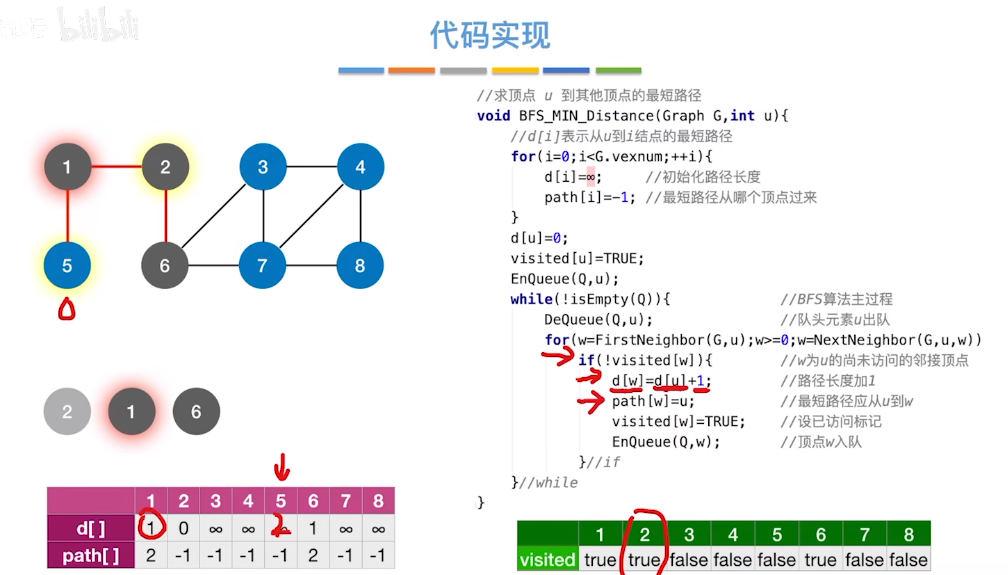 bilibili
代码实现
//求顶点 u 到其他顶点的最短路径
void BFS_MIN_Distance(Graph G,int u){
//d[i]表示从u到i结点的最短路径
for(i=0;i<G.vexnum;++i){
d[i]=∞; //初始化路径长度
path[i]=-1; //最短路径从哪个顶点过来
}
d[u]=0;
visited[u]=TRUE;
EnQueue(Q,u);
while(!isEmpty(Q)){ //BFS算法主过程
DeQueue(Q,u); //队头元素u出队
for(w=FirstNeighbor(G,u);w>=0;w=NextNeighbor(G,u,w))
if(!visited[w]){ //w为u的尚未访问的邻接顶点
d[w]=d[u]+1; //路径长度加1
path[w]=u; //最短路径应从u到w
visited[w]=TRUE; //设已访问标记
EnQueue(Q,w); //顶点w入队
}//if
}//while
}
1 2 3 4
5 6 7 8
0
2 1 6
1 2 3 4 5 6 7 8
d[ ] 1 0 ∞ ∞ 2 1 ∞ ∞
path[ ] 2 -1 -1 -1 -1 2 -1 -1
1 2 3 4 5 6 7 8
visited true true false false false true false false